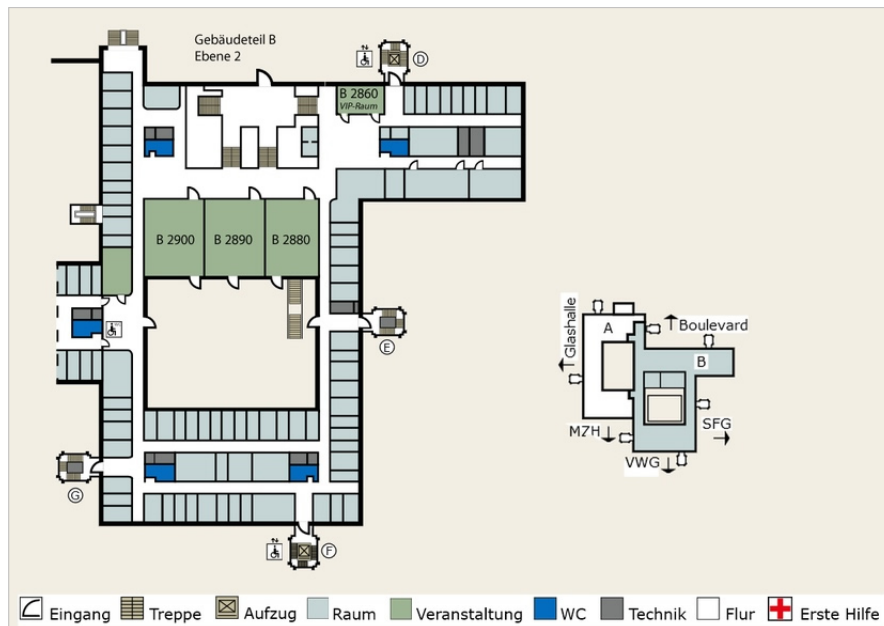 Gebäudeteil B
Ebene 2
D
B 2860
VIP-Raum
B 2900
B 2890
B 2880
E
G
F
A
Boulevard
Glashalle
B
MZH
SFG
VWG
Eingang
Treppe
Aufzug
Raum
Veranstaltung
WC
Technik
Flur
Erste Hilfe